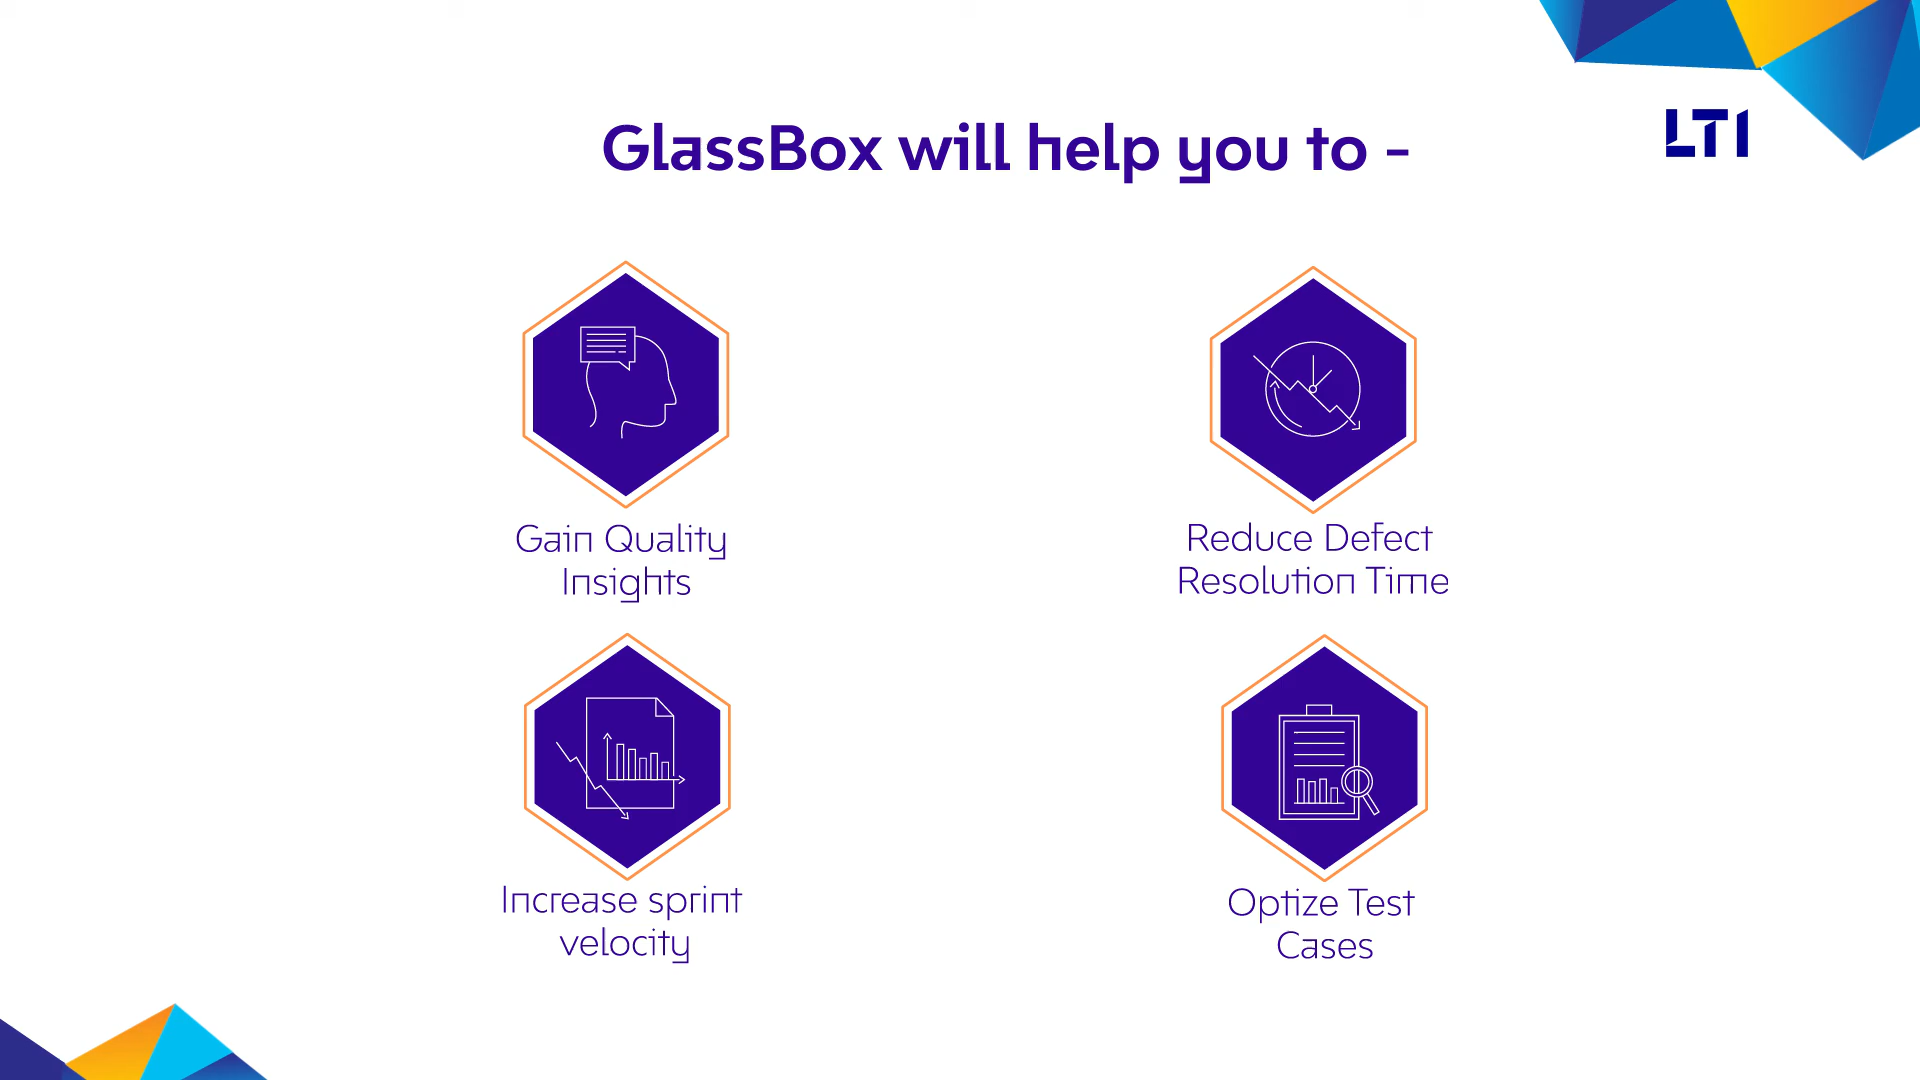 LTI
GlassBox will help you to -
Gain Quality
Insights
Reduce Defect
Resolution Time
Increase sprint
velocity
Optize Test
Cases